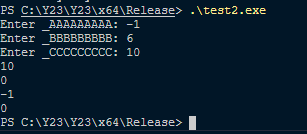 PS C:\Y23\Y23\x64\Release> .\test2.exe
Enter _AAAAAAAAA: -1
Enter _BBBBBBBBB: 6
Enter _CCCCCCCCC: 10
10
0
-1
0
PS C:\Y23\Y23\x64\Release>